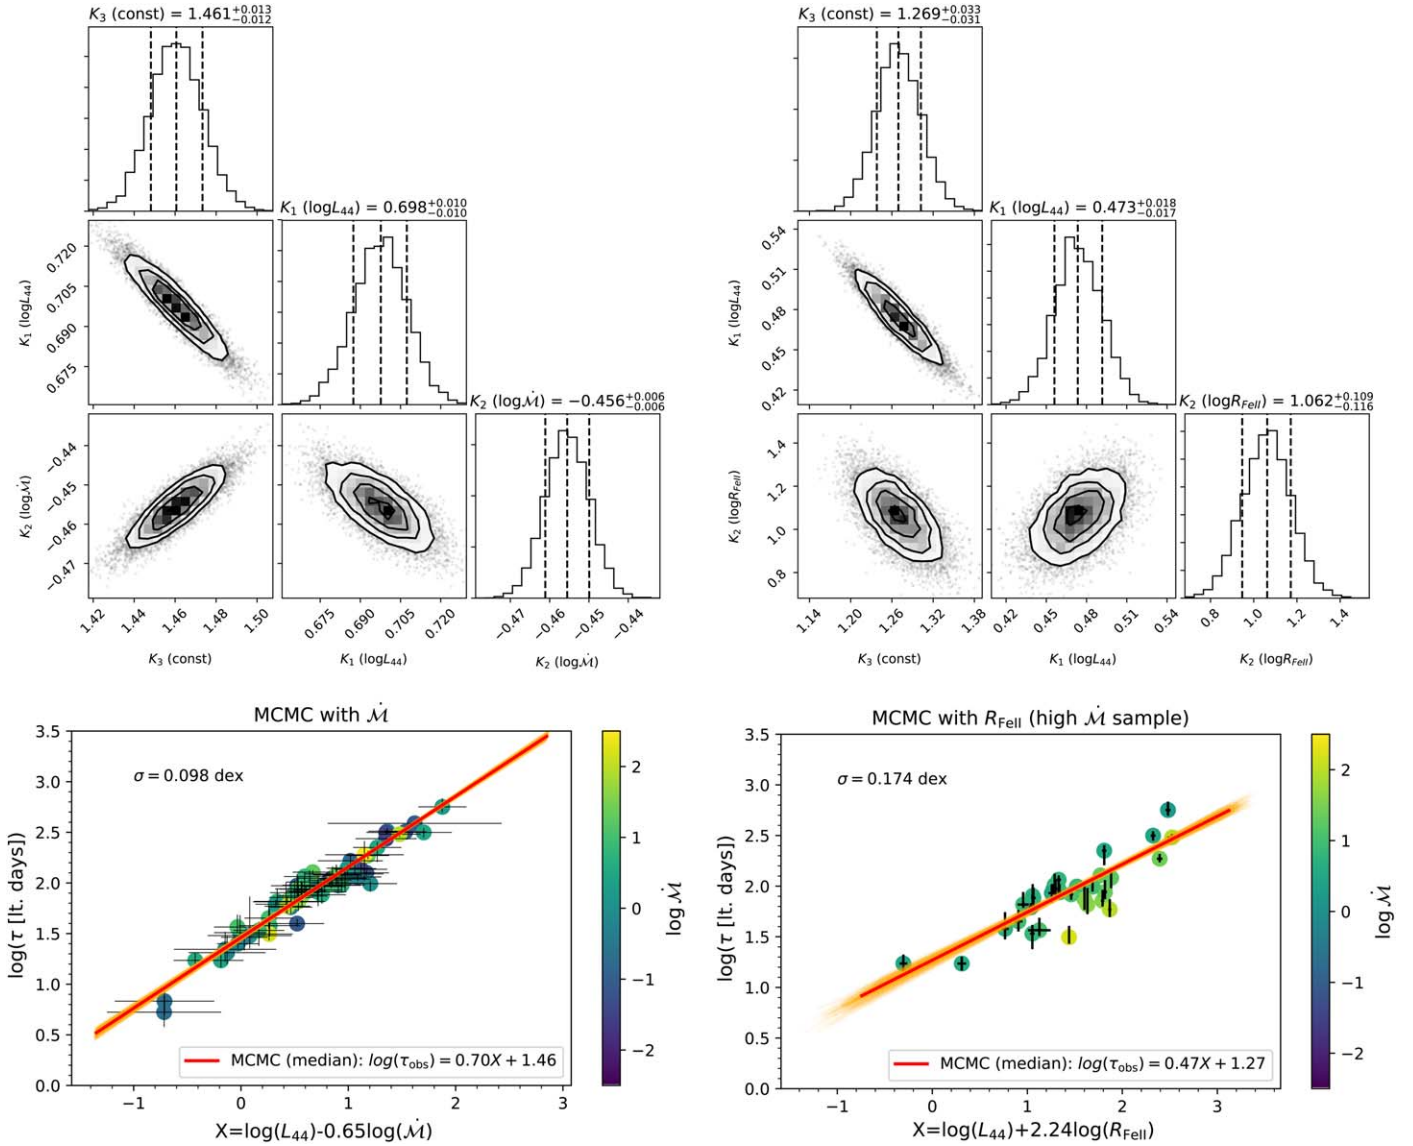 K₃ (const) = 1.461 +0.013 −0.012
K₁ (logL₄₄) = 0.698 +0.010 −0.010
K₂ (logṀ) = −0.456 +0.006 −0.006
K₁ (logL₄₄)
0.720
0.705
0.690
0.675
K₂ (logṀ)
−0.44
−0.45
−0.46
−0.47
1.42 1.44 1.46 1.48 1.50
0.675 0.690 0.705 0.720
−0.47 −0.46 −0.45 −0.44
K₃ (const)
K₁ (logL₄₄)
K₂ (logṀ)
K₃ (const) = 1.269 +0.033 −0.031
K₁ (logL₄₄) = 0.473 +0.018 −0.017
K₂ (logR_FeII) = 1.062 +0.109 −0.116
K₁ (logL₄₄)
0.54
0.51
0.48
0.45
0.42
K₂ (logR_FeII)
1.4
1.2
1.0
0.8
1.14 1.20 1.26 1.32 1.38
0.42 0.45 0.48 0.51 0.54
0.8 1.0 1.2 1.4
K₃ (const)
K₁ (logL₄₄)
K₂ (logR_FeII)
MCMC with Ṁ
σ = 0.098 dex
log(τ [lt. days])
3.5
3.0
2.5
2.0
1.5
1.0
0.5
0.0
MCMC (median): log(τ_obs) = 0.70X + 1.46
−1 0 1 2 3
X=log(L₄₄)-0.65log(Ṁ)
2
1
0
−1
−2
log Ṁ
MCMC with R_FeII (high Ṁ sample)
σ = 0.174 dex
log(τ [lt. days])
3.5
3.0
2.5
2.0
1.5
1.0
0.5
0.0
MCMC (median): log(τ_obs) = 0.47X + 1.27
−1 0 1 2 3
X=log(L₄₄)+2.24log(R_FeII)
2
1
0
−1
−2
log Ṁ